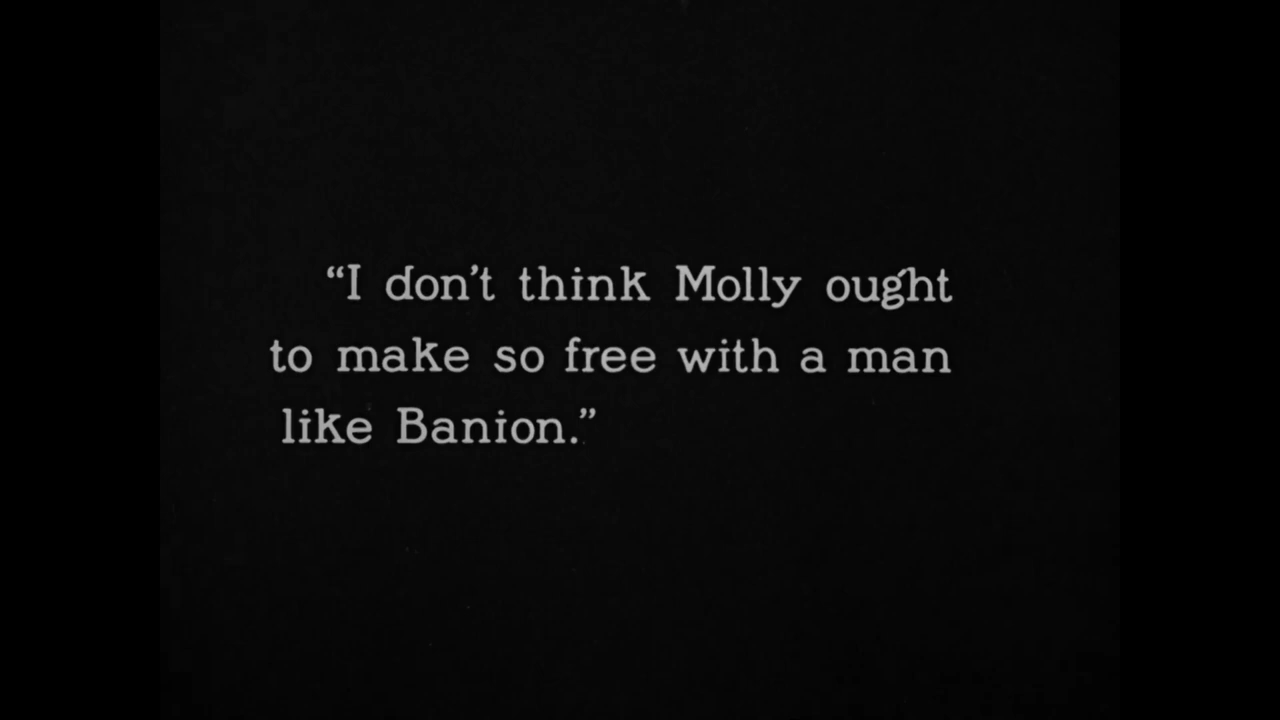 “I don’t think Molly ought
to make so free with a man
like Banion.”